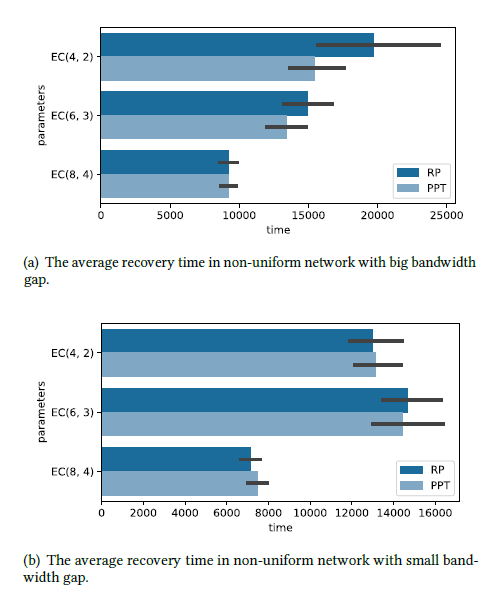 EC(4, 2)
EC(6, 3)
EC(8, 4)
parameters
RP
PPT
0 5000 10000 15000 20000 25000
time
(a) The average recovery time in non-uniform network with big bandwidth
gap.
EC(4, 2)
EC(6, 3)
EC(8, 4)
parameters
RP
PPT
0 2000 4000 6000 8000 10000 12000 14000 16000
time
(b) The average recovery time in non-uniform network with small band-
width gap.